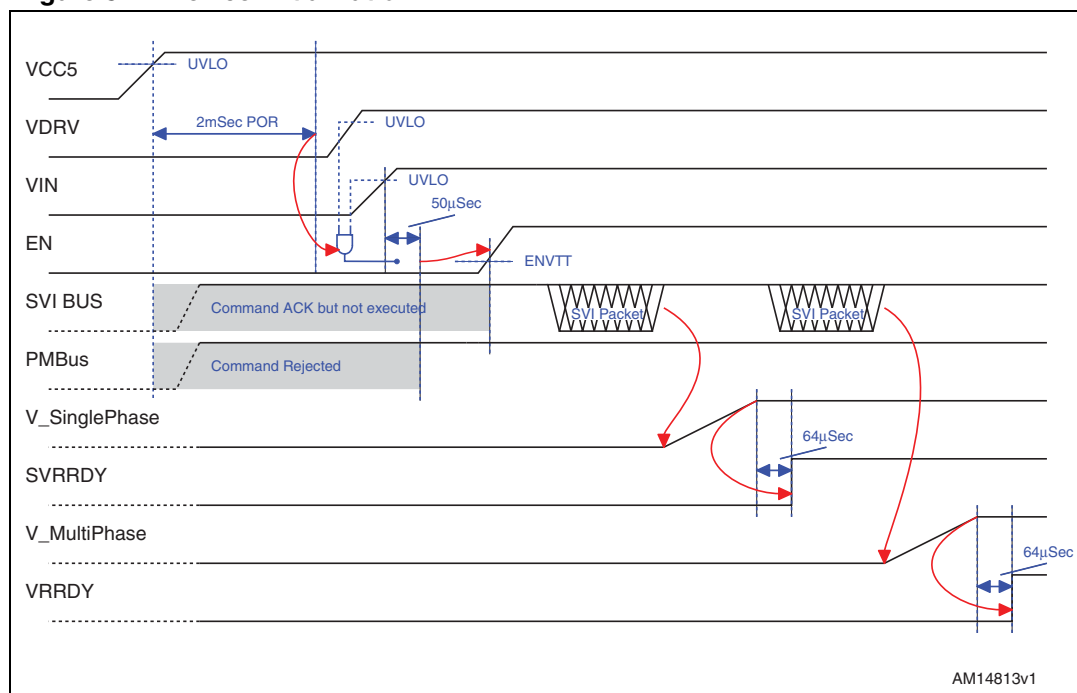 VCC5
UVLO
2mSec POR
VDRV
UVLO
VIN
UVLO
50µSec
EN
ENVTT
SVI BUS
Command ACK but not executed
SVI Packet
SVI Packet
PMBus
Command Rejected
V_SinglePhase
64µSec
SVRRDY
V_MultiPhase
64µSec
VRRDY
AM14813v1